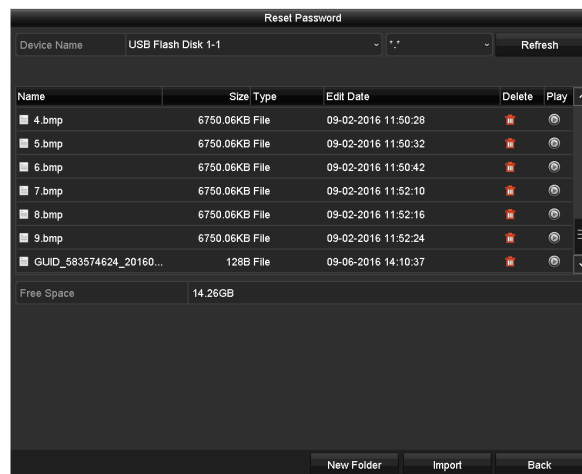 Reset Password
Device Name USB Flash Disk 1-1 *.* Refresh
Name Size Type Edit Date Delete Play
4.bmp 6750.06KB File 09-02-2016 11:50:28
5.bmp 6750.06KB File 09-02-2016 11:50:32
6.bmp 6750.06KB File 09-02-2016 11:50:42
7.bmp 6750.06KB File 09-02-2016 11:52:10
8.bmp 6750.06KB File 09-02-2016 11:52:16
9.bmp 6750.06KB File 09-02-2016 11:52:24
GUID_583574624_20160... 128B File 09-06-2016 14:10:37
Free Space 14.26GB
New Folder Import Back